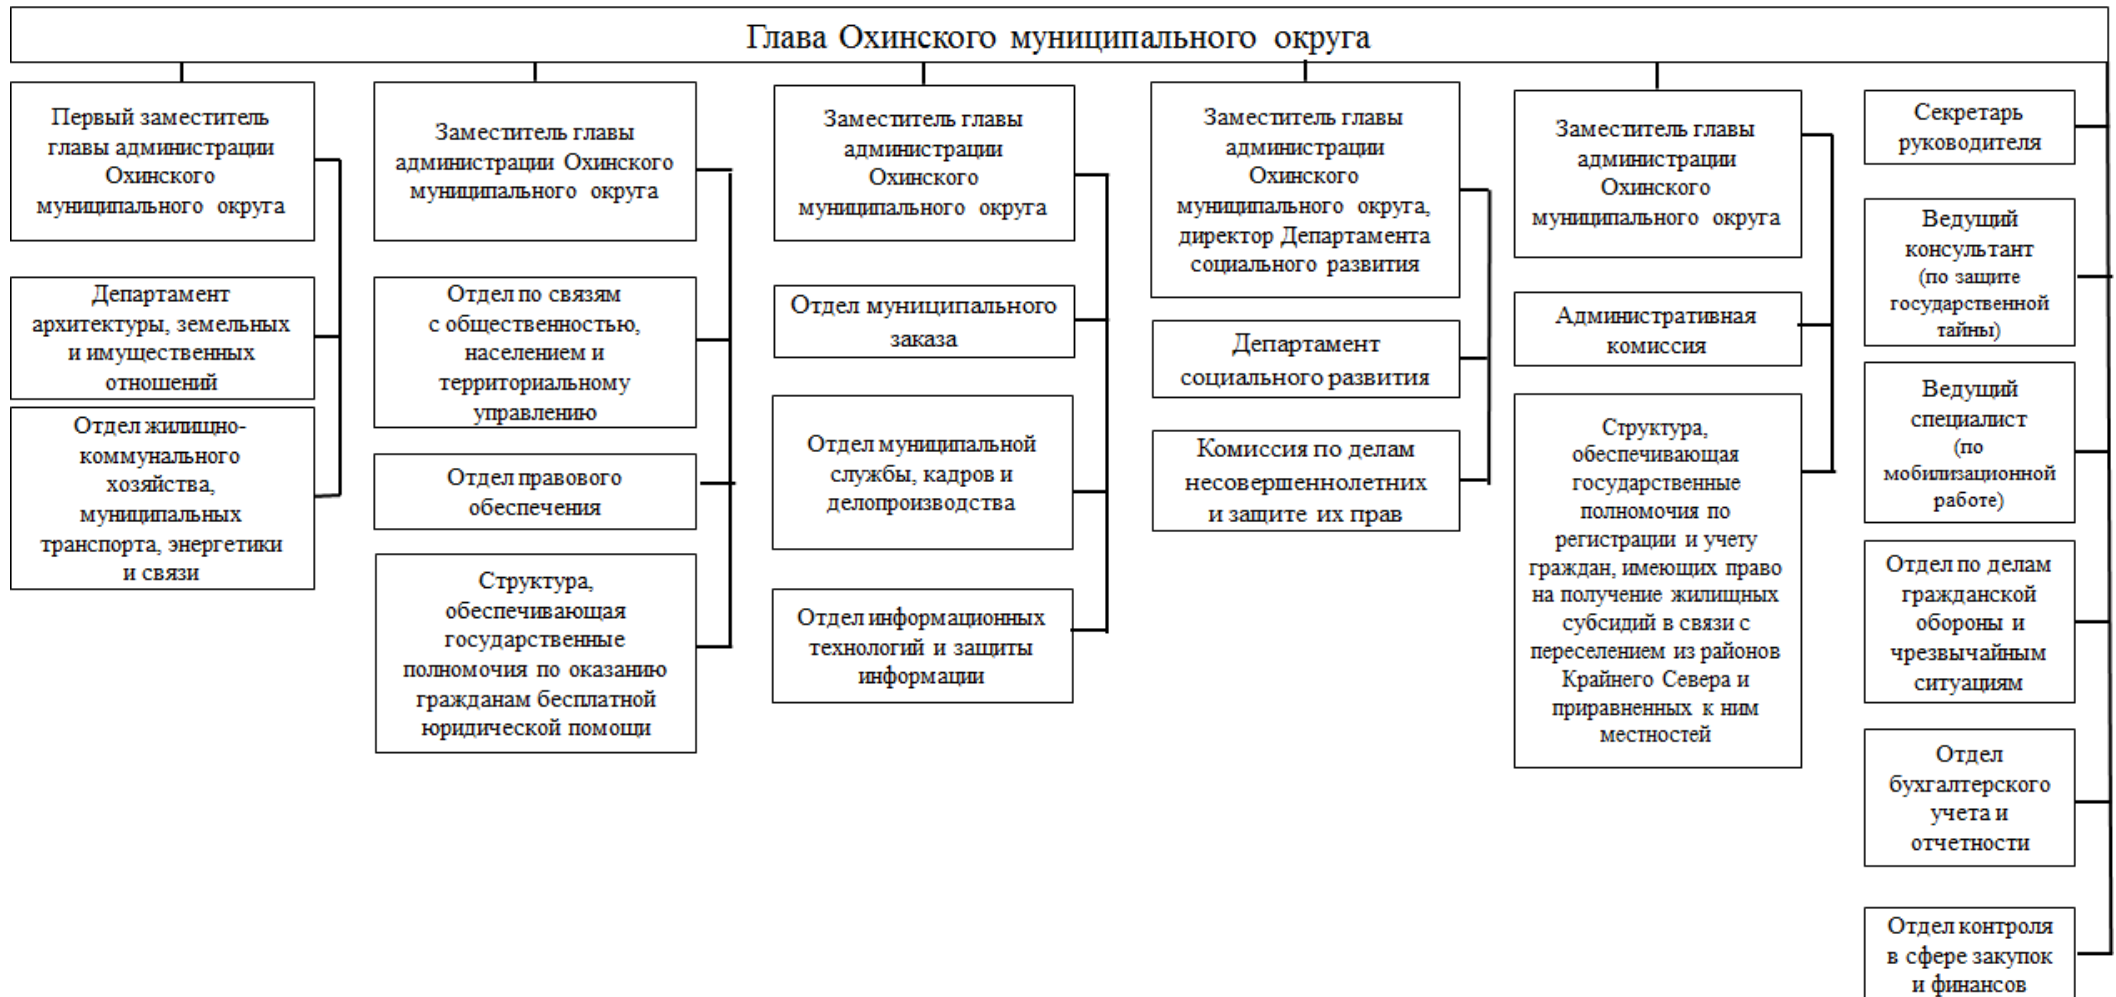 Глава Охинского муниципального округа
Первый заместитель
главы администрации
Охинского
муниципального округа
Департамент
архитектуры, земельных
и имущественных
отношений
Отдел жилищно-
коммунального
хозяйства,
муниципальных
транспорта, энергетики
и связи
Заместитель главы
администрации Охинского
муниципального округа
Отдел по связям
с общественностью,
населением и
территориальному
управлению
Отдел правового
обеспечения
Структура,
обеспечивающая
государственные
полномочия по оказанию
гражданам бесплатной
юридической помощи
Заместитель главы
администрации
Охинского
муниципального округа
Отдел муниципального
заказа
Отдел муниципальной
службы, кадров и
делопроизводства
Отдел информационных
технологий и защиты
информации
Заместитель главы
администрации
Охинского
муниципального округа,
директор Департамента
социального развития
Департамент
социального развития
Комиссия по делам
несовершеннолетних
и защите их прав
Заместитель главы
администрации
Охинского
муниципального округа
Административная
комиссия
Структура,
обеспечивающая
государственные
полномочия по
регистрации и учету
граждан, имеющих право
на получение жилищных
субсидий в связи с
переселением из районов
Крайнего Севера и
приравненных к ним
местностей
Секретарь
руководителя
Ведущий
консультант
(по защите
государственной
тайны)
Ведущий
специалист
(по
мобилизационной
работе)
Отдел по делам
гражданской
обороны и
чрезвычайным
ситуациям
Отдел
бухгалтерского
учета и
отчетности
Отдел контроля
в сфере закупок
и финансов